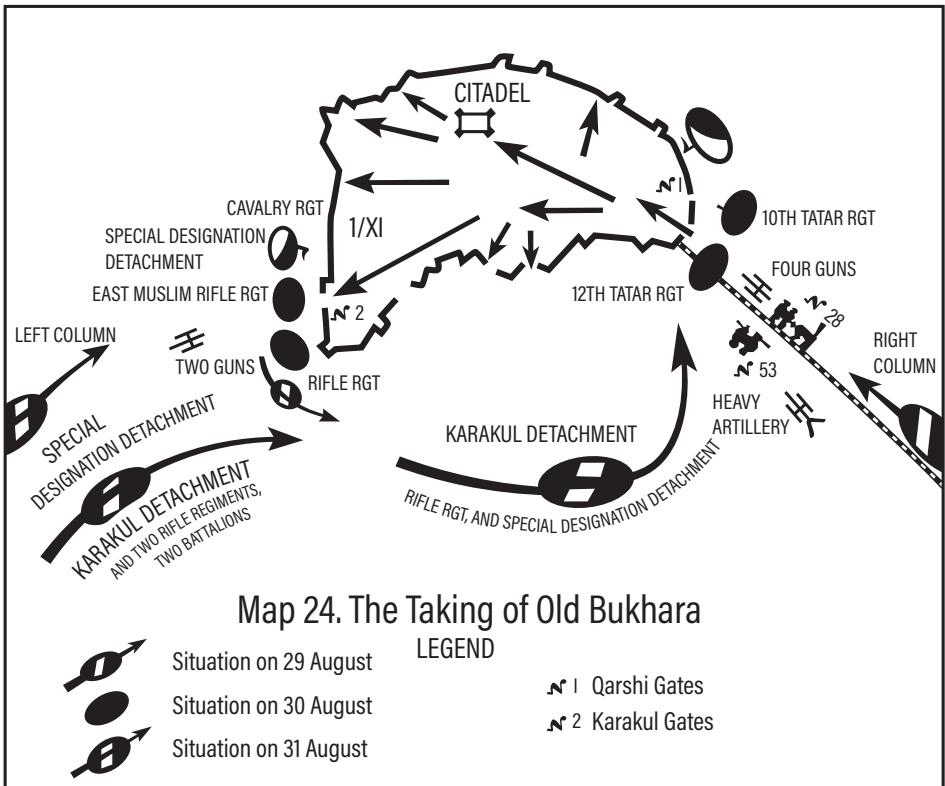 CITADEL
1
CAVALRY RGT
1/XI
SPECIAL DESIGNATION
DETACHMENT
10TH TATAR RGT
EAST MUSLIM RIFLE RGT
12TH TATAR RGT
FOUR GUNS
28
LEFT COLUMN
2
TWO GUNS
RIFLE RGT
53
RIGHT
COLUMN
HEAVY
ARTILLERY
SPECIAL
DESIGNATION DETACHMENT
KARAKUL DETACHMENT
AND TWO RIFLE REGIMENTS,
TWO BATTALIONS
KARAKUL DETACHMENT
RIFLE RGT, AND SPECIAL DESIGNATION DETACHMENT
Map 24. The Taking of Old Bukhara
LEGEND
Situation on 29 August
Situation on 30 August
Situation on 31 August
1 Qarshi Gates
2 Karakul Gates